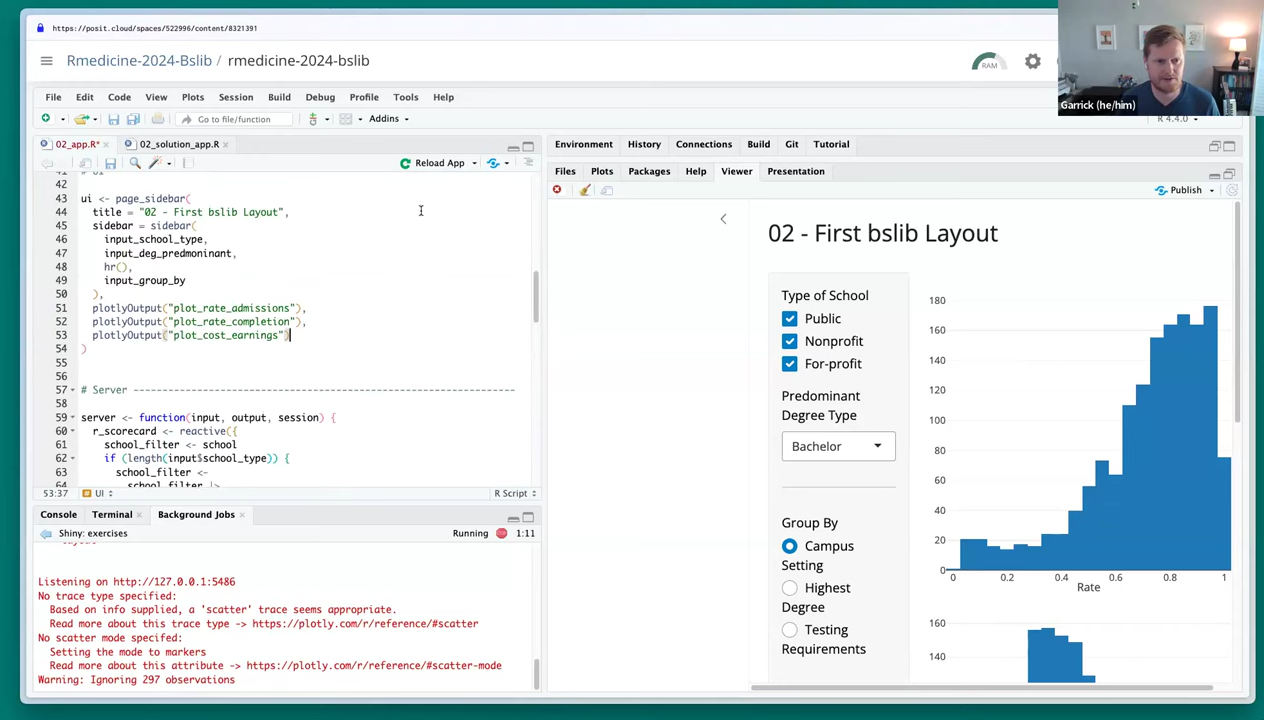 https://posit.cloud/spaces/522996/content/8321391
Rmedicine-2024-Bslib / rmedicine-2024-bslib
RAM
Garrick (he/him)
File Edit Code View Plots Session Build Debug Profile Tools Help
Go to file/function
Addins
R 4.4.0
02_app.R*
02_solution_app.R
Reload App
42
43 ui <- page_sidebar(
44 title = "02 - First bslib Layout",
45 sidebar = sidebar(
46 input_school_type,
47 input_deg_predmoninant,
48 hr(),
49 input_group_by
50 ),
51 plotlyOutput("plot_rate_admissions"),
52 plotlyOutput("plot_rate_completion"),
53 plotlyOutput("plot_cost_earnings")
54 )
55
56
57 # Server -----------------------------------------------------------------
58
59 server <- function(input, output, session) {
60 r_scorecard <- reactive({
61 school_filter <- school
62 if (length(input$school_type)) {
63 school_filter <-
school_filter |>
53:37 # UI R Script
Console Terminal Background Jobs
Shiny: exercises Running 1:11
Listening on http://127.0.0.1:5486
No trace type specified:
Based on info supplied, a 'scatter' trace seems appropriate.
Read more about this trace type -> https://plotly.com/r/reference/#scatter
No scatter mode specifed:
Setting the mode to markers
Read more about this attribute -> https://plotly.com/r/reference/#scatter-mode
Warning: Ignoring 297 observations
Environment History Connections Build Git Tutorial
Files Plots Packages Help Viewer Presentation
Publish
02 - First bslib Layout
Type of School
Public
Nonprofit
For-profit
Predominant
Degree Type
Bachelor
Group By
Campus
Setting
Highest
Degree
Testing
Requirements
180
160
140
120
100
80
60
40
20
0
0 0.2 0.4 0.6 0.8 1
Rate
160
140